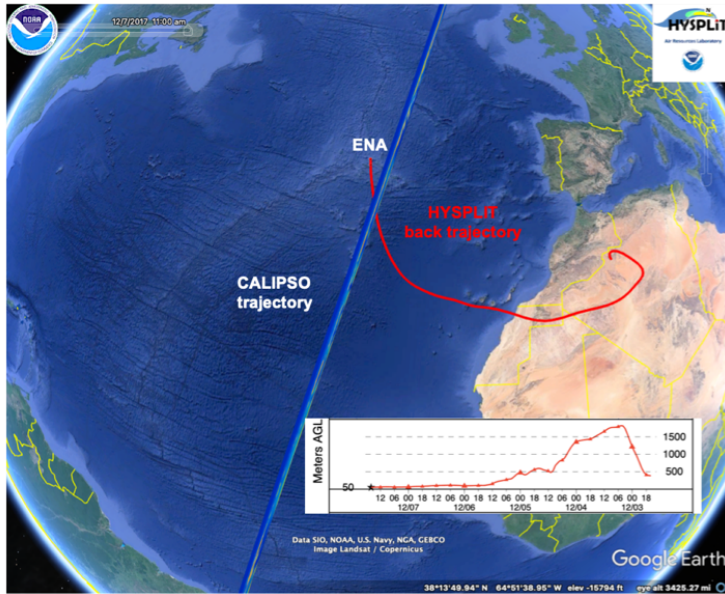 NOAA
12/7/2017 11:00 am
N
HYSPLIT
Air Resources Laboratory
ENA
HYSPLIT
back trajectory
CALIPSO
trajectory
Meters AGL
1500
1000
500
50
12 06 00 18 12 06 00 18 12 06 00 18 12 06 00 18 12 06 00 18
12/07 12/06 12/05 12/04 12/03
Data SIO, NOAA, U.S. Navy, NGA, GEBCO
Image Landsat / Copernicus
Google Earth
38°13'49.94" N 64°51'38.95" W elev -15794 ft eye alt 3425.27 mi